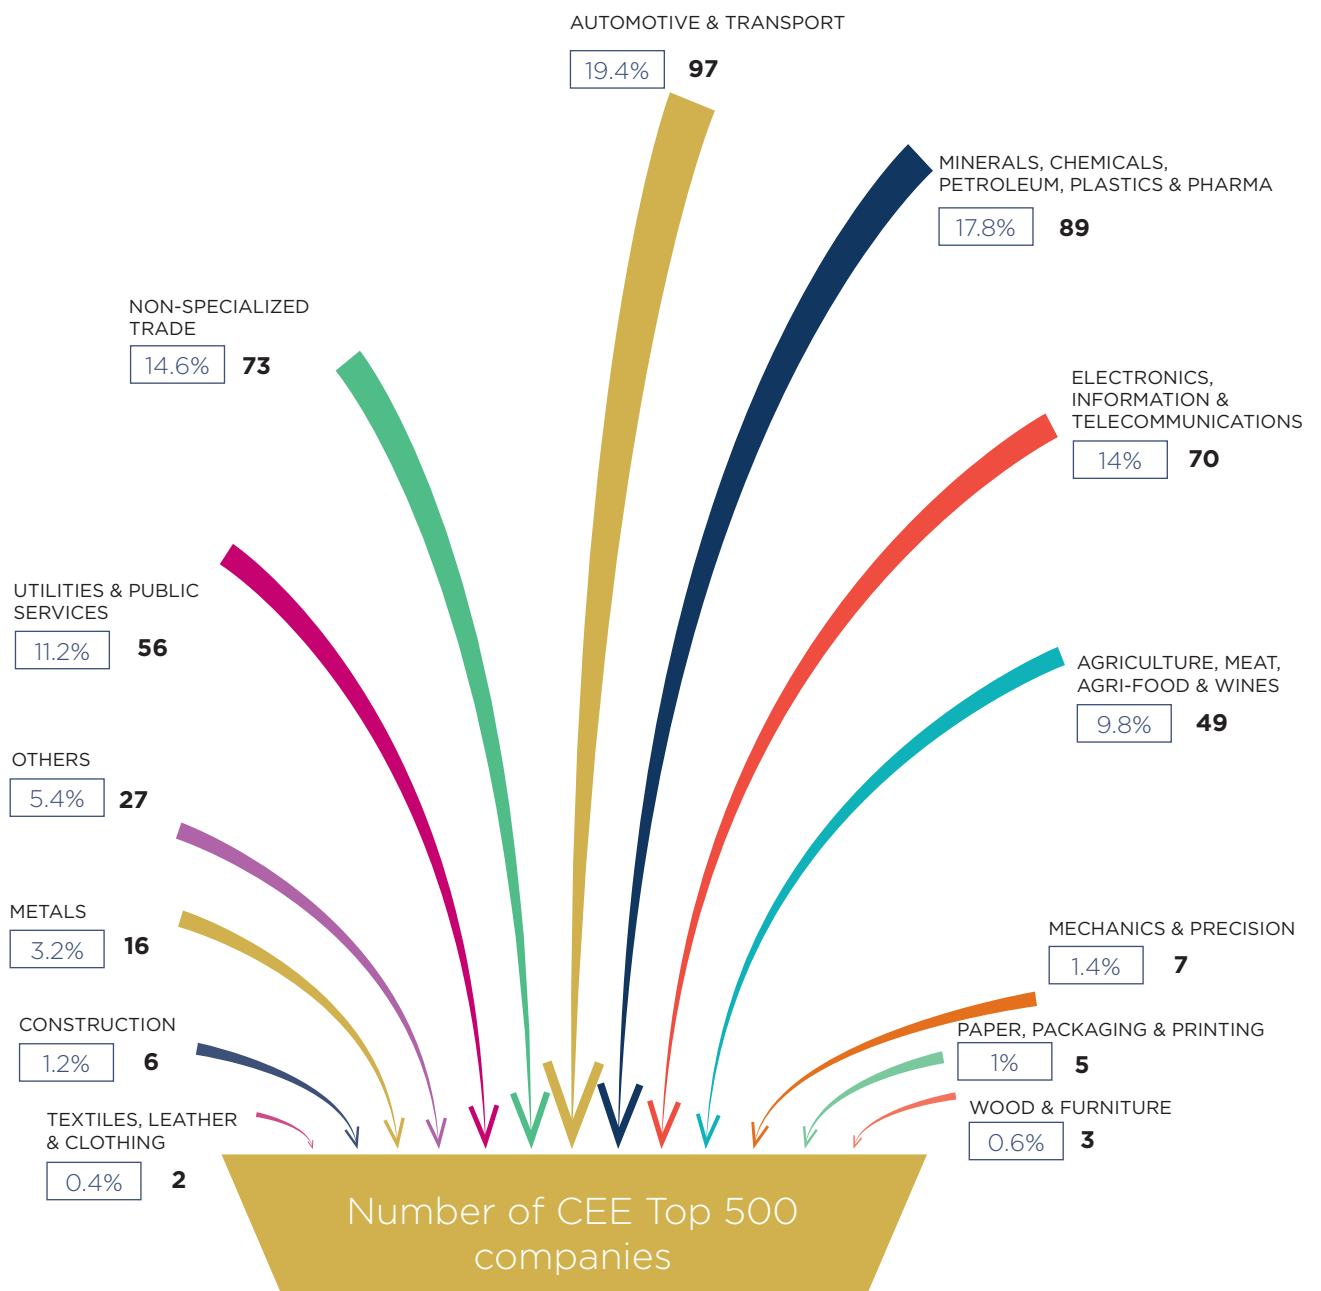 AUTOMOTIVE & TRANSPORT
19.4% 97
MINERALS, CHEMICALS,
PETROLEUM, PLASTICS & PHARMA
17.8% 89
NON-SPECIALIZED
TRADE
14.6% 73
ELECTRONICS,
INFORMATION &
TELECOMMUNICATIONS
14% 70
UTILITIES & PUBLIC
SERVICES
11.2% 56
AGRICULTURE, MEAT,
AGRI-FOOD & WINES
9.8% 49
OTHERS
5.4% 27
METALS
3.2% 16
MECHANICS & PRECISION
1.4% 7
CONSTRUCTION
1.2% 6
PAPER, PACKAGING & PRINTING
1% 5
TEXTILES, LEATHER
& CLOTHING
0.4% 2
WOOD & FURNITURE
0.6% 3
Number of CEE Top 500
companies